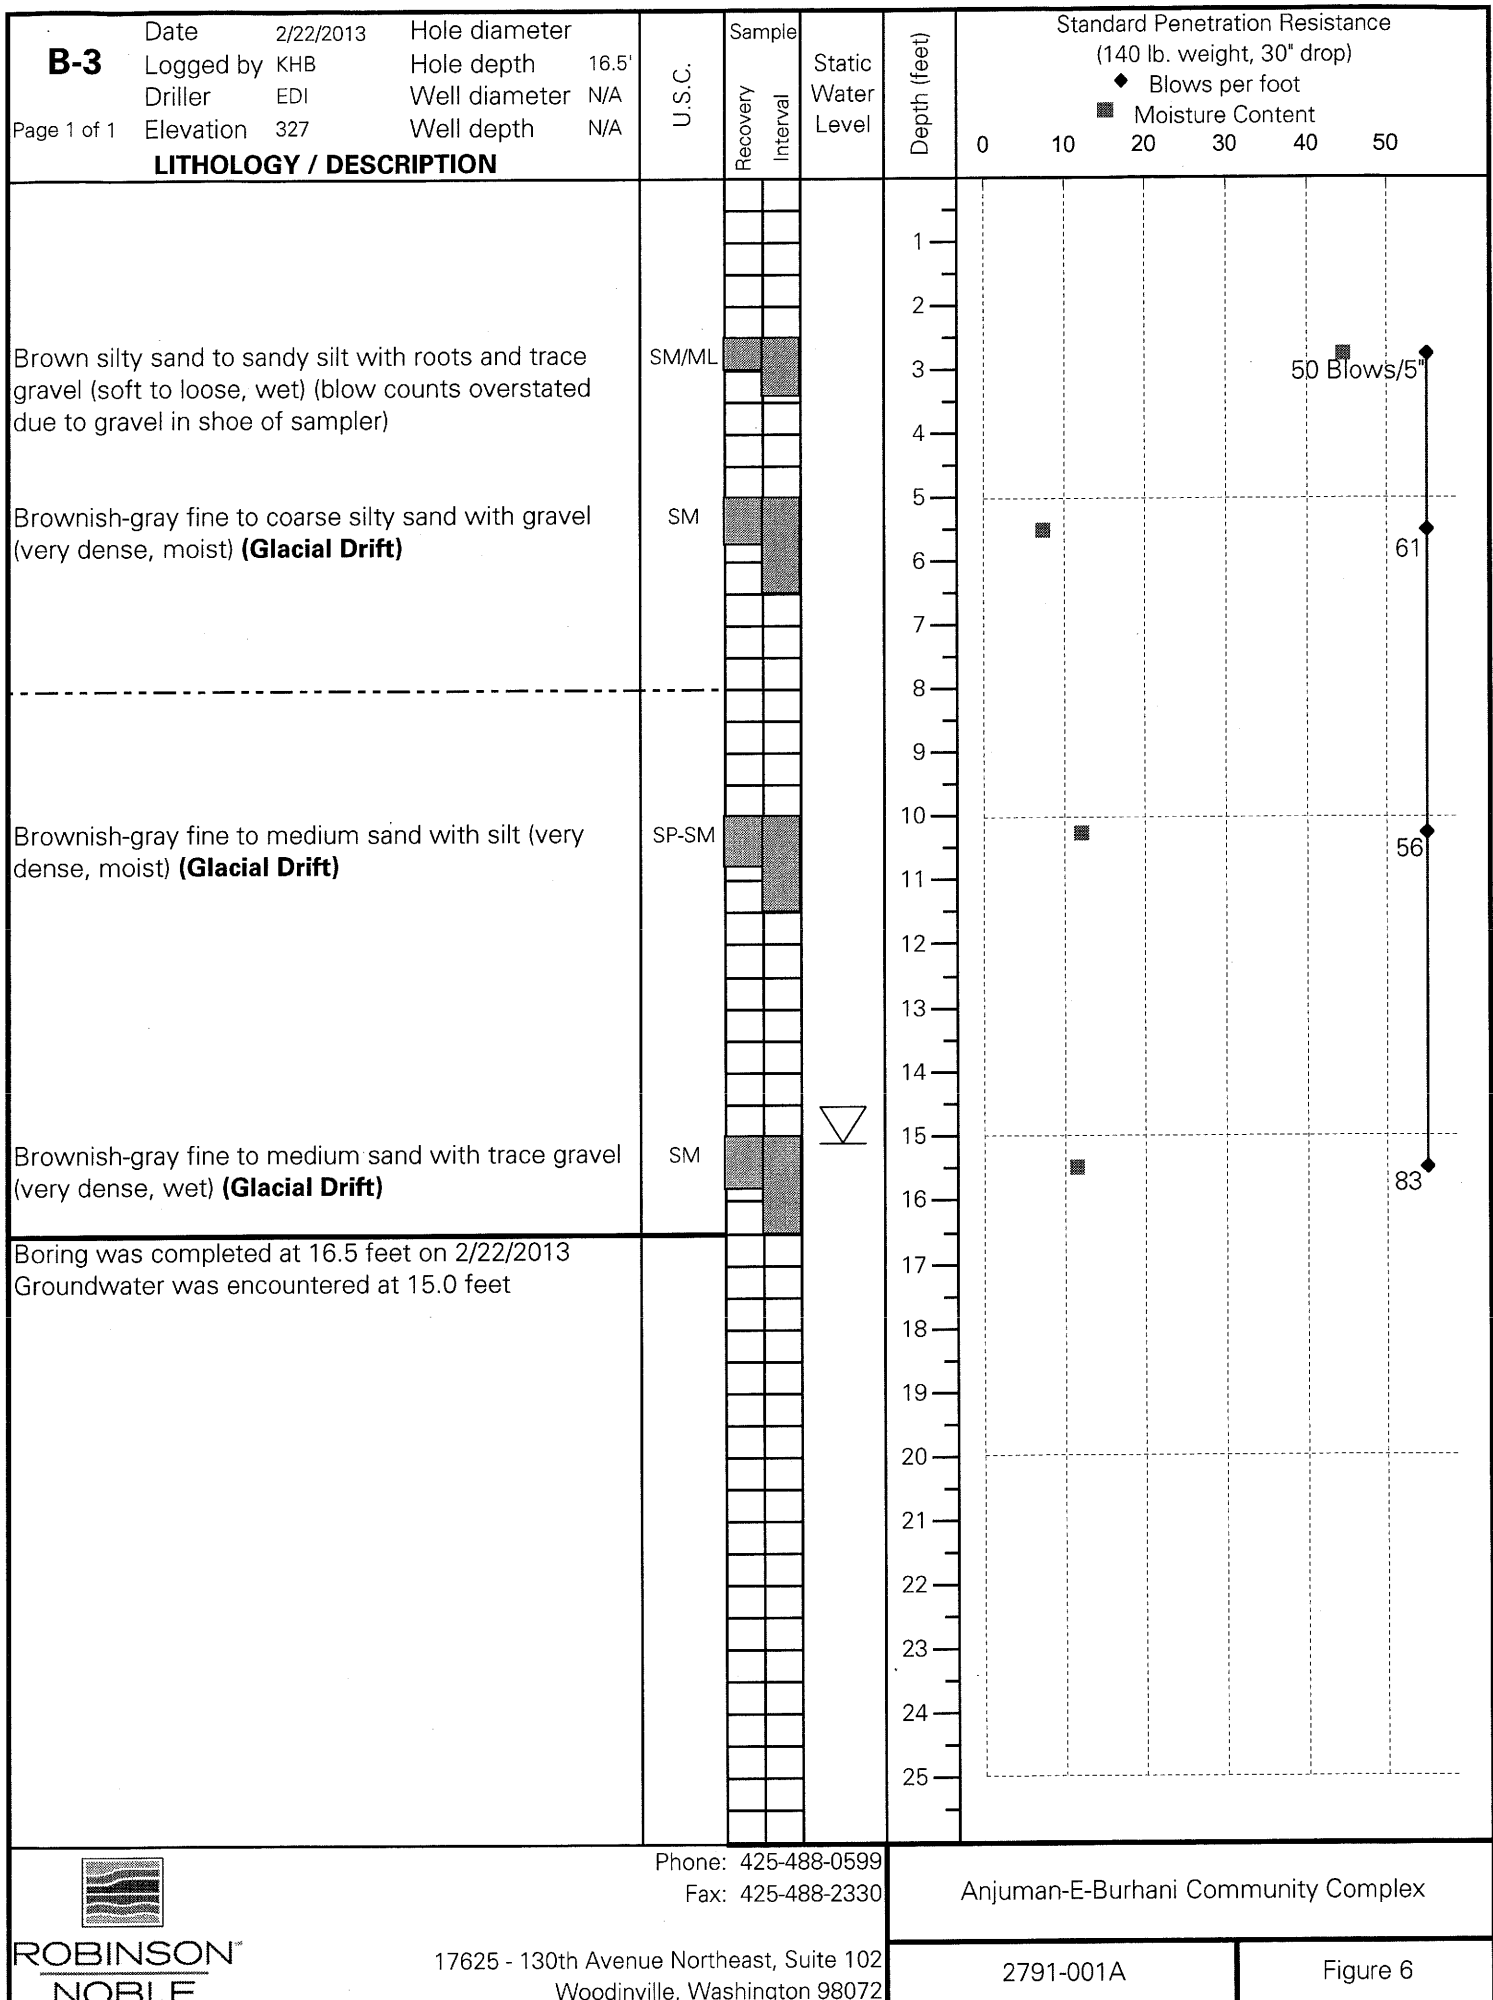 B-3
Page 1 of 1
Date 2/22/2013 Hole diameter
Logged by KHB Hole depth 16.5'
Driller EDI Well diameter N/A
Elevation 327 Well depth N/A
LITHOLOGY / DESCRIPTION
U.S.C.
Sample
Recovery
Interval
Static
Water
Level
Depth (feet)
Standard Penetration Resistance
(140 lb. weight, 30" drop)
Blows per foot
Moisture Content
0 10 20 30 40 50
1
2
Brown silty sand to sandy silt with roots and trace SM/ML
gravel (soft to loose, wet) (blow counts overstated
due to gravel in shoe of sampler)
3
50 Blows/5"
4
5
Brownish-gray fine to coarse silty sand with gravel SM
(very dense, moist) (Glacial Drift)
61
6
7
8
9
10
Brownish-gray fine to medium sand with silt (very SP-SM
dense, moist) (Glacial Drift)
56
11
12
13
14
15
Brownish-gray fine to medium sand with trace gravel SM
(very dense, wet) (Glacial Drift)
83
16
Boring was completed at 16.5 feet on 2/22/2013
Groundwater was encountered at 15.0 feet
17
18
19
20
21
22
23
24
25
ROBINSON
NOBLE
Phone: 425-488-0599
Fax: 425-488-2330
17625 - 130th Avenue Northeast, Suite 102
Woodinville, Washington 98072
Anjuman-E-Burhani Community Complex
2791-001A
Figure 6